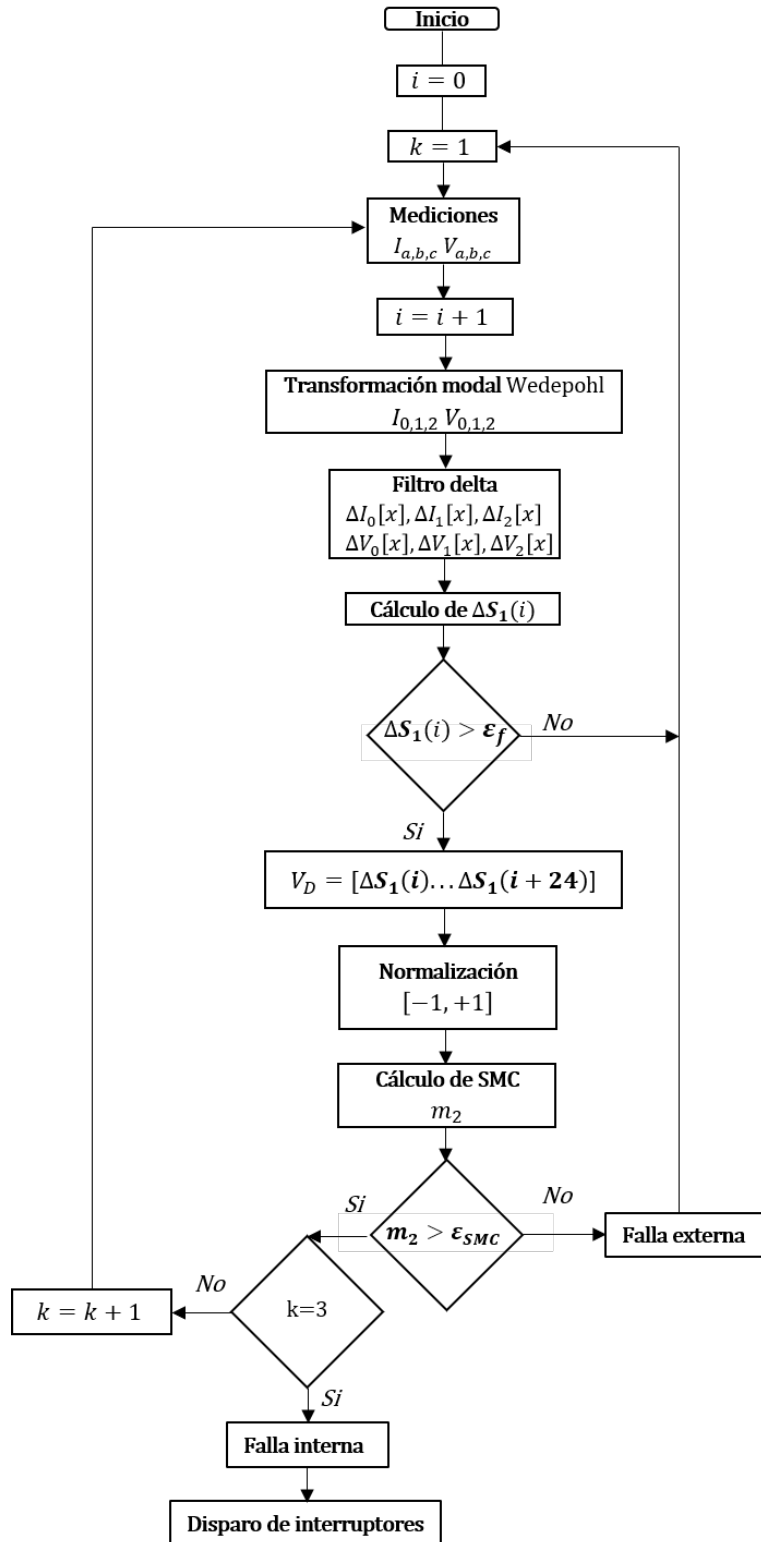 Inicio
i = 0
k = 1
Mediciones
I_{a,b,c} V_{a,b,c}
i = i + 1
Transformación modal Wedepohl
I_{0,1,2} V_{0,1,2}
Filtro delta
ΔI_0[x], ΔI_1[x], ΔI_2[x]
ΔV_0[x], ΔV_1[x], ΔV_2[x]
Cálculo de ΔS_1(i)
ΔS_1(i) > ε_f
No
Si
V_D = [ΔS_1(i)…ΔS_1(i + 24)]
Normalización
[−1, +1]
Cálculo de SMC
m_2
Si
m_2 > ε_{SMC}
No
Falla externa
No
k = k + 1
k=3
Si
Falla interna
Disparo de interruptores